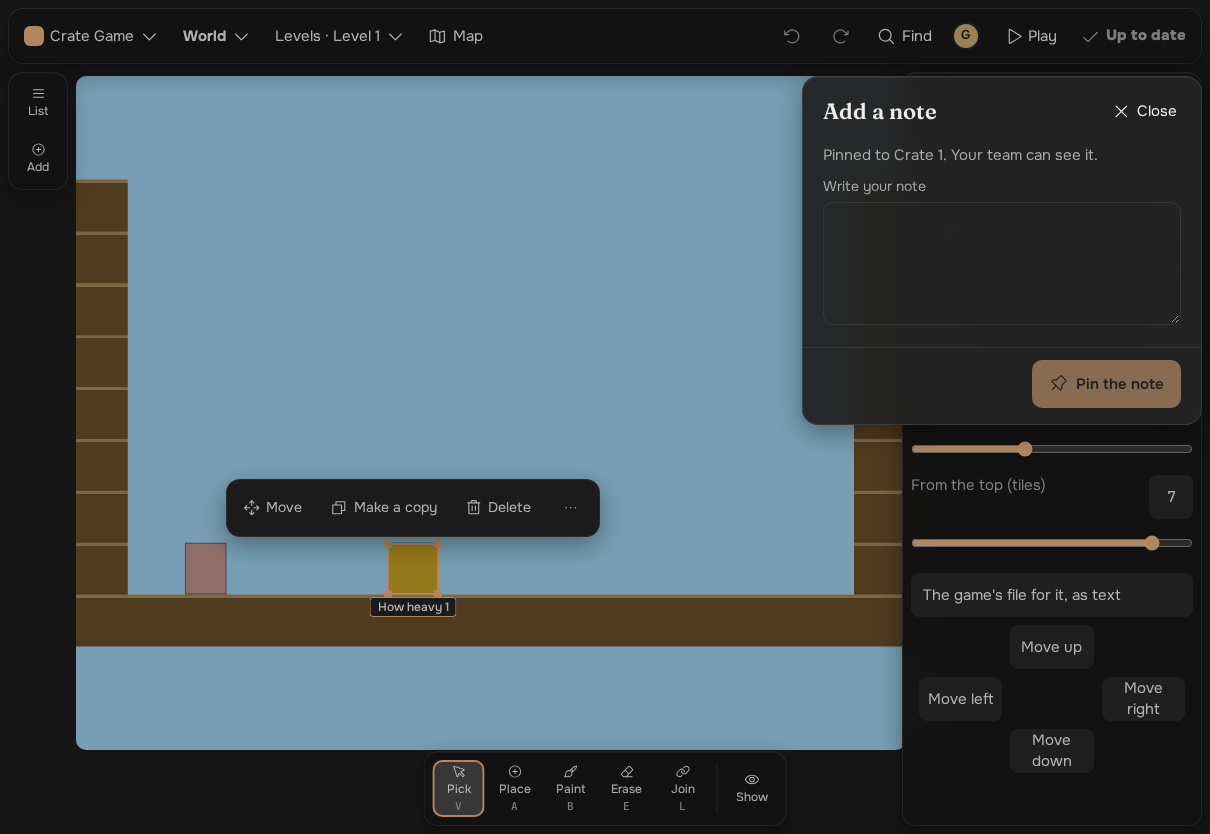 Crate Game
World
Levels · Level 1
Map
Find
G
Play
Up to date
List
Add
Add a note
Close
Pinned to Crate 1. Your team can see it.
Write your note
Pin the note
From the top (tiles)
7
Move
Make a copy
Delete
...
How heavy 1
The game's file for it, as text
Move up
Move left
Move
right
Move
down
Pick
V
Place
A
Paint
B
Erase
E
Join
L
Show